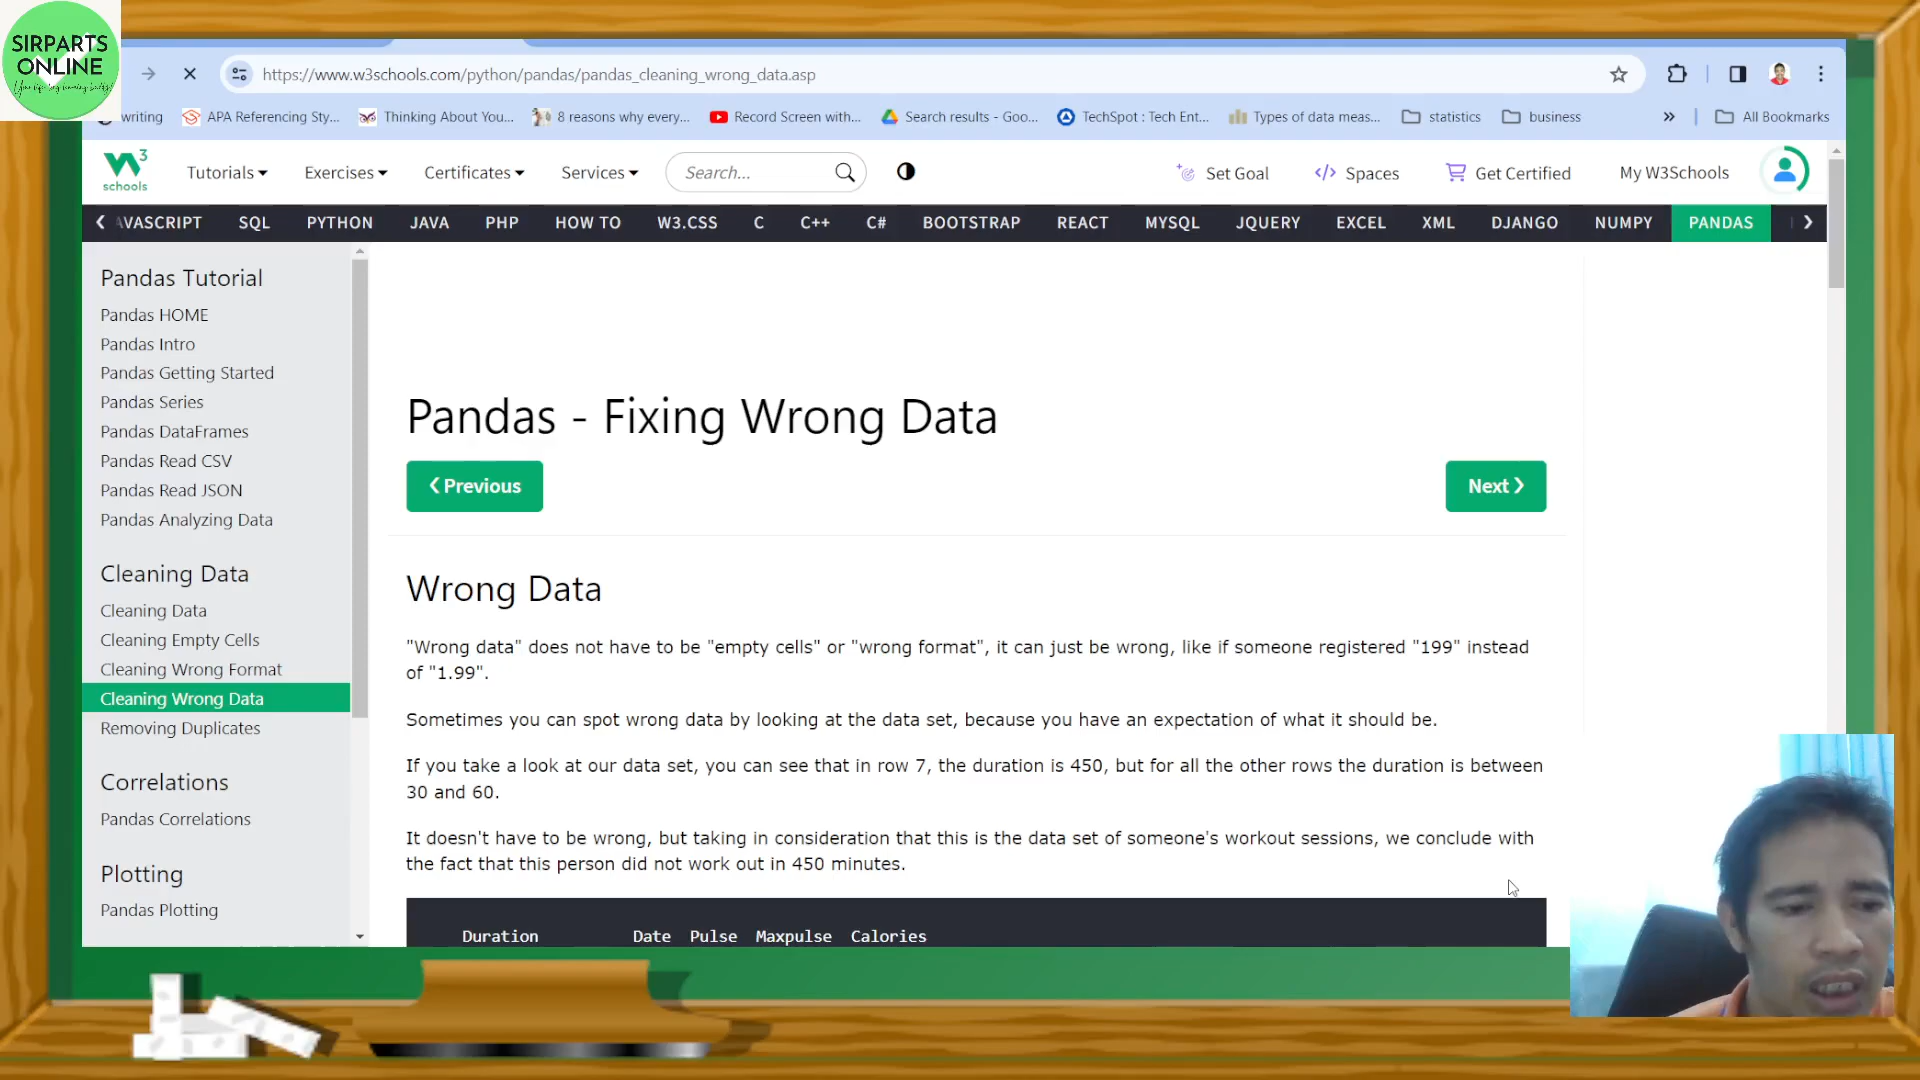 SIRPARTS
ONLINE
https://www.w3schools.com/python/pandas/pandas_cleaning_wrong_data.asp
writing
APA Referencing Sty...
Thinking About You...
8 reasons why every...
Record Screen with...
Search results - Goo...
TechSpot : Tech Ent...
Types of data meas...
statistics
business
»
All Bookmarks
W3 schools
Tutorials
Exercises
Certificates
Services
Search...
Set Goal
Spaces
Get Certified
My W3Schools
AVASCRIPT SQL PYTHON JAVA PHP HOW TO W3.CSS C C++ C# BOOTSTRAP REACT MYSQL JQUERY EXCEL XML DJANGO NUMPY PANDAS
Pandas Tutorial
Pandas HOME
Pandas Intro
Pandas Getting Started
Pandas Series
Pandas DataFrames
Pandas Read CSV
Pandas Read JSON
Pandas Analyzing Data
Cleaning Data
Cleaning Data
Cleaning Empty Cells
Cleaning Wrong Format
Cleaning Wrong Data
Removing Duplicates
Correlations
Pandas Correlations
Plotting
Pandas Plotting
Pandas - Fixing Wrong Data
❮ Previous
Next ❯
Wrong Data
"Wrong data" does not have to be "empty cells" or "wrong format", it can just be wrong, like if someone registered "199" instead
of "1.99".
Sometimes you can spot wrong data by looking at the data set, because you have an expectation of what it should be.
If you take a look at our data set, you can see that in row 7, the duration is 450, but for all the other rows the duration is between
30 and 60.
It doesn't have to be wrong, but taking in consideration that this is the data set of someone's workout sessions, we conclude with
the fact that this person did not work out in 450 minutes.
Duration Date Pulse Maxpulse Calories